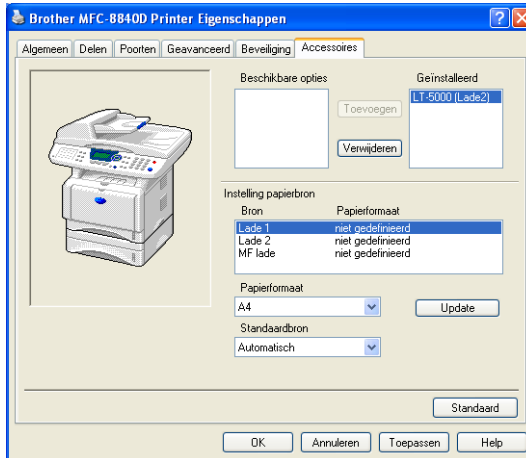 Brother MFC-8840D Printer Eigenschappen
Algemeen Delen Poorten Geavanceerd Beveiliging Accessoires
Beschikbare opties Geïnstalleerd
LT-5000 (Lade2)
Toevoegen
Verwijderen
Instelling papierbron
Bron Papierformaat
Lade 1 niet gedefinieerd
Lade 2 niet gedefinieerd
MF lade niet gedefinieerd
Papierformaat
A4 Update
Standaardbron
Automatisch
Standaard
OK Annuleren Toepassen Help